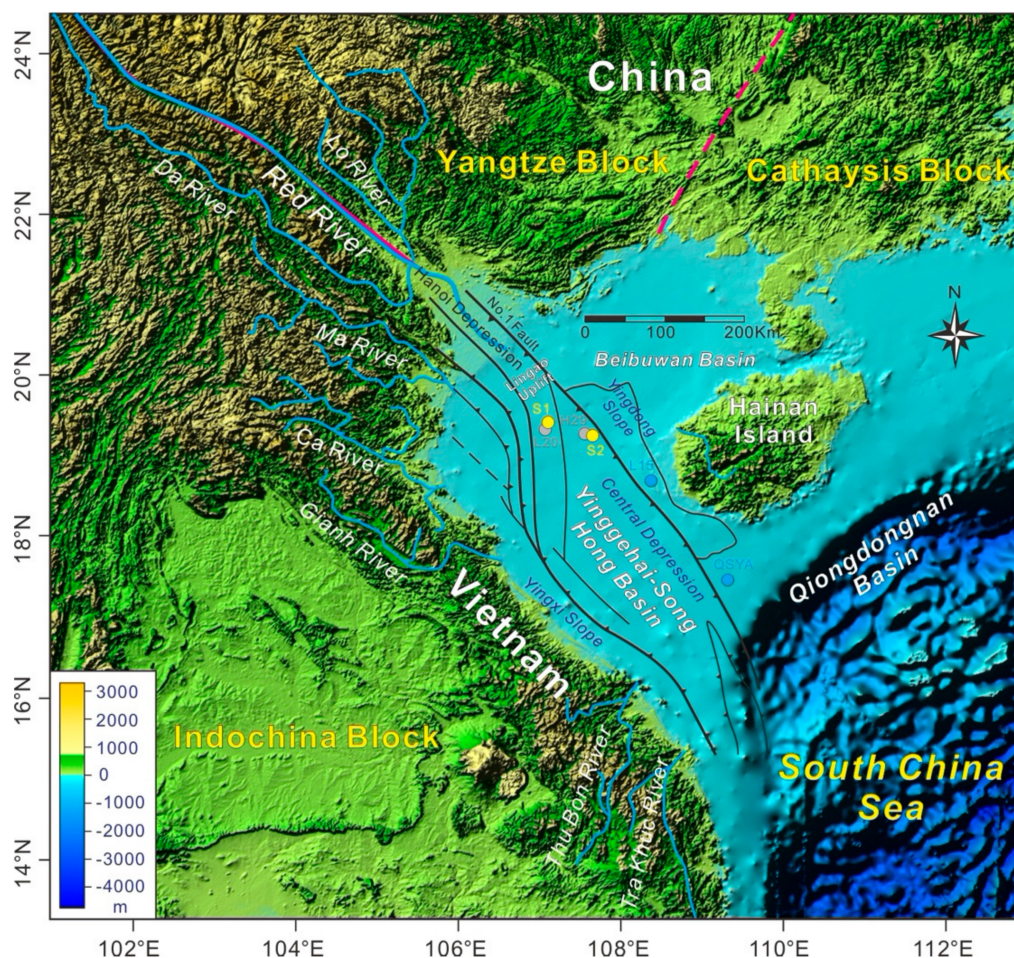 24°N
22°N
20°N
18°N
16°N
14°N
China
Yangtze Block
Cathaysis Block
Lo River
Da River
Red River
Hanoi Depression
No.1 Fault
N
0 100 200Km
Beibuwan Basin
Lingao
Uplift
Yingdong
Slope
Ma River
Hainan
Island
S1
L20
S2
L15
Ca River
Central Depression
Yinggehai-Song
Hong Basin
Qiongdongnan
Basin
QSYA
Gianh River
Yingxi Slope
Vietnam
Indochina Block
South China
Sea
Thu Bon River
Tra Khuc River
3000
2000
1000
0
-1000
-2000
-3000
-4000
m
102°E
104°E
106°E
108°E
110°E
112°E